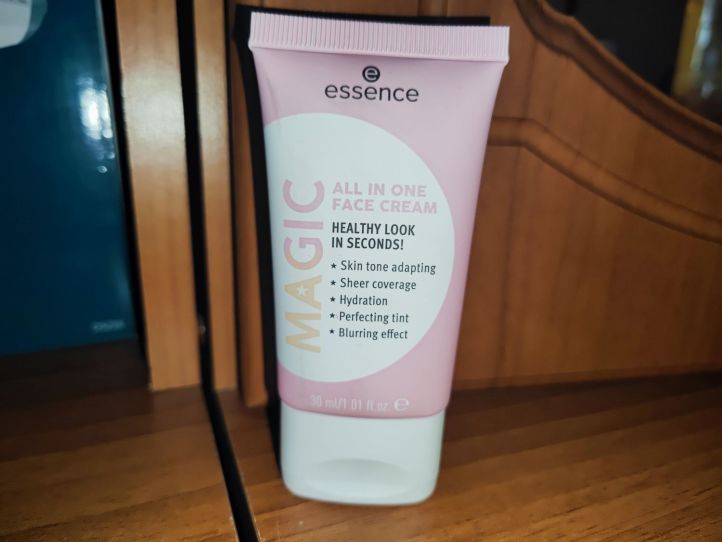 essence
MAGIC
ALL IN ONE
FACE CREAM
HEALTHY LOOK
IN SECONDS!
★ Skin tone adapting
★ Sheer coverage
★ Hydration
★ Perfecting tint
★ Blurring effect
30 ml/1.01 fl.oz. ℮